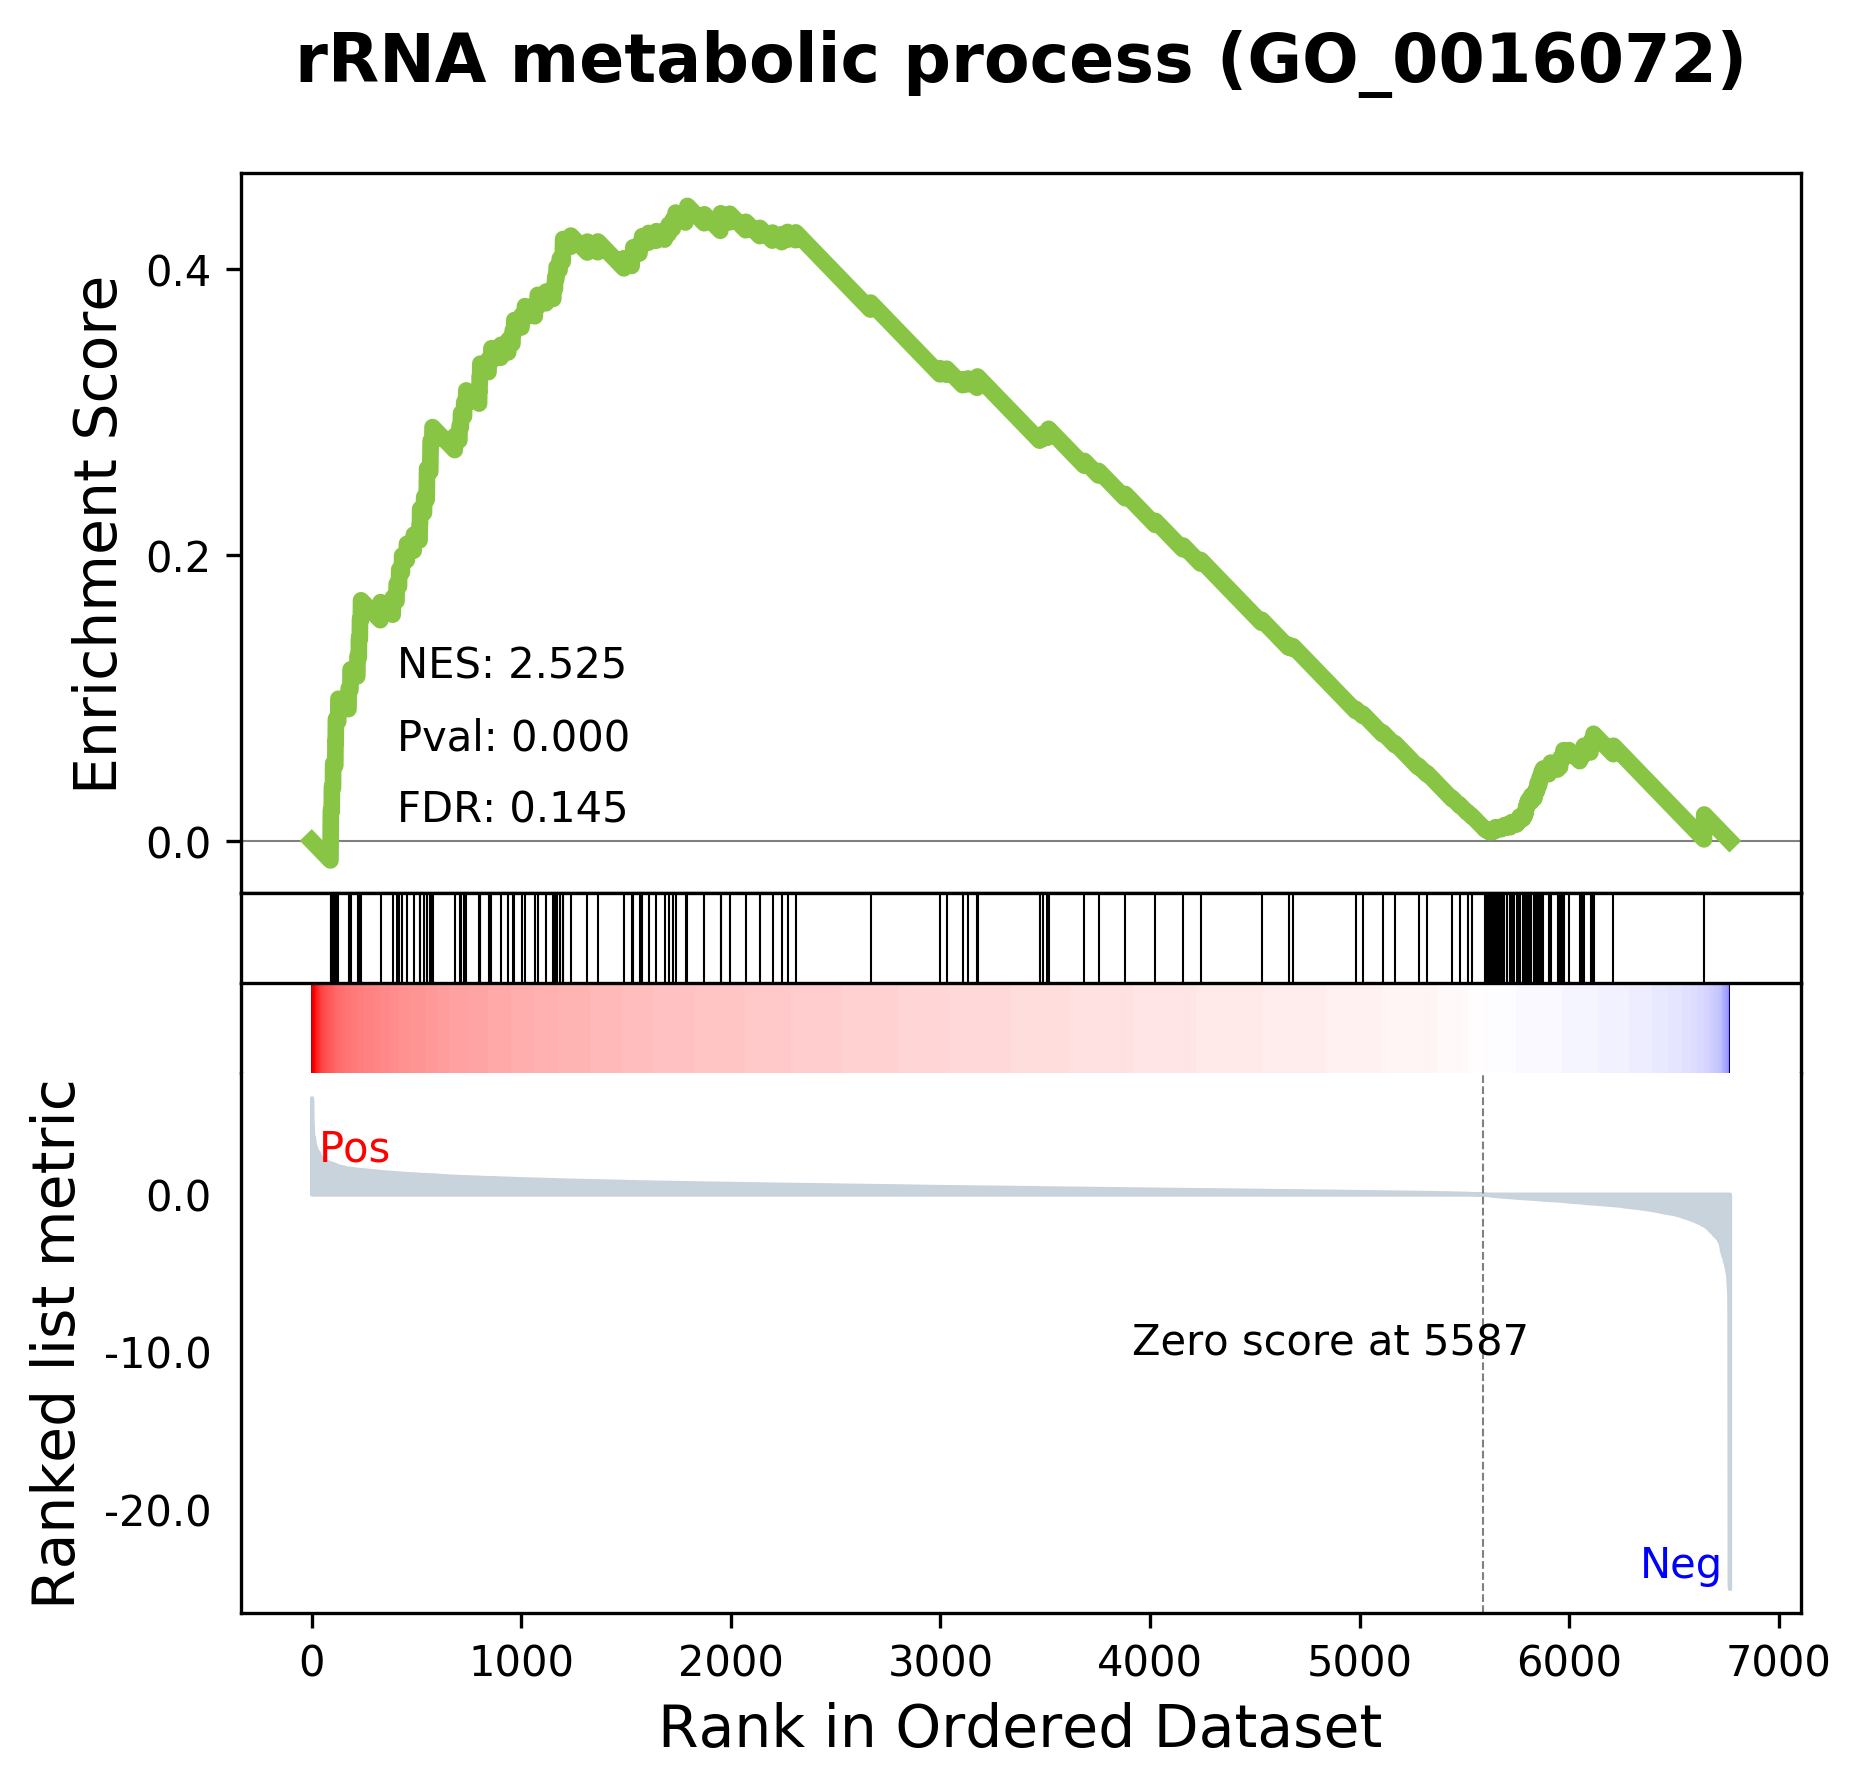 rRNA metabolic process (GO_0016072)
Enrichment Score
0.4
0.2
0.0
NES: 2.525
Pval: 0.000
FDR: 0.145
Ranked list metric
Pos
0.0
-10.0
-20.0
Zero score at 5587
Neg
0 1000 2000 3000 4000 5000 6000 7000
Rank in Ordered Dataset